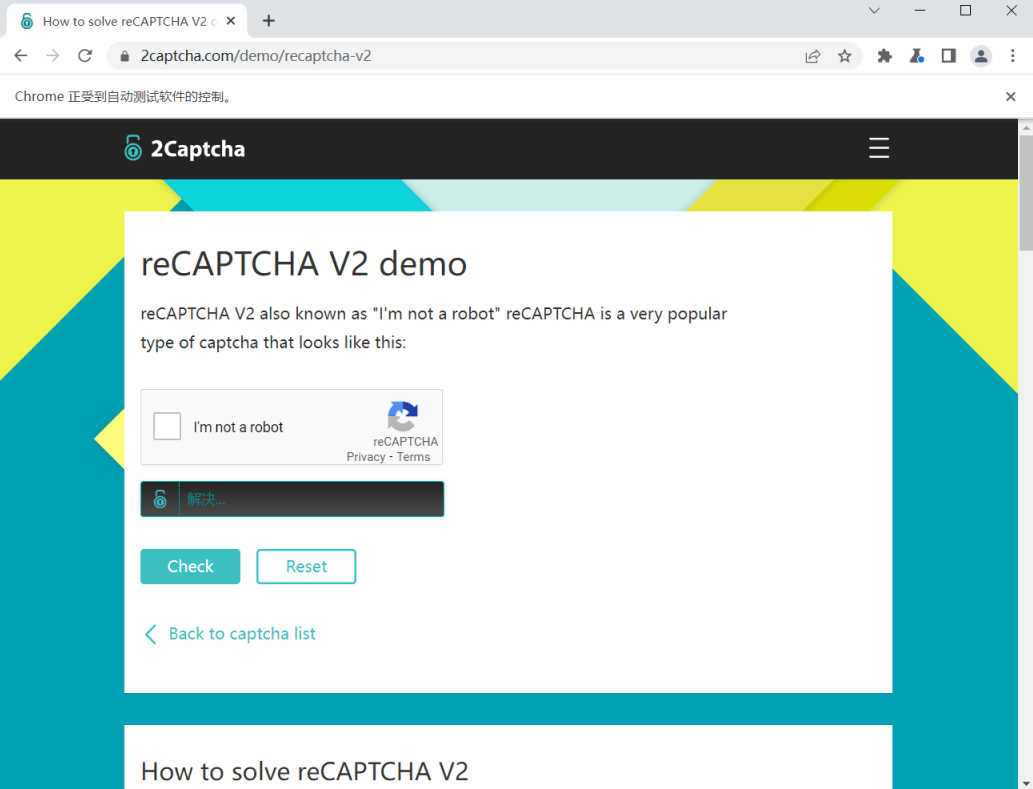 How to solve reCAPTCHA V2
2captcha.com/demo/recaptcha-v2
Chrome 正受到自动测试软件的控制。
2Captcha
reCAPTCHA V2 demo
reCAPTCHA V2 also known as "I'm not a robot" reCAPTCHA is a very popular
type of captcha that looks like this:
I'm not a robot
reCAPTCHA
Privacy - Terms
解决...
Check
Reset
Back to captcha list
How to solve reCAPTCHA V2